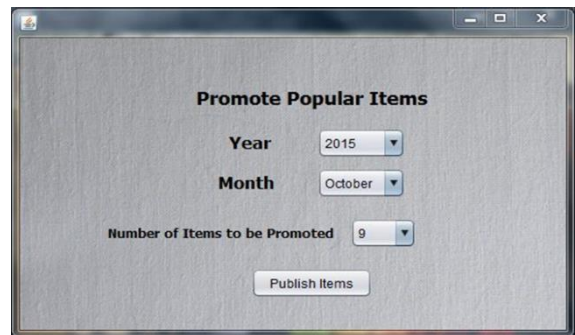 Promote Popular Items
Year 2015
Month October
Number of Items to be Promoted 9
Publish Items